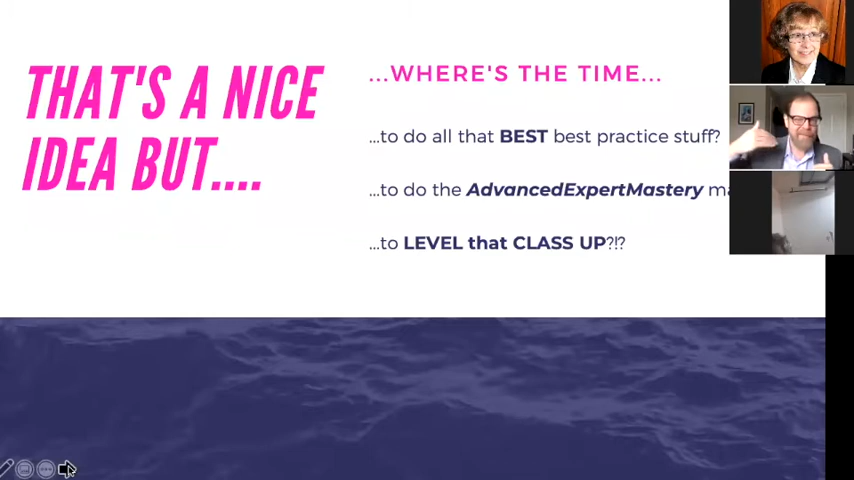 THAT'S A NICE
IDEA BUT....
...WHERE'S THE TIME...
...to do all that BEST best practice stuff?
...to do the AdvancedExpertMastery
...to LEVEL that CLASS UP?!?